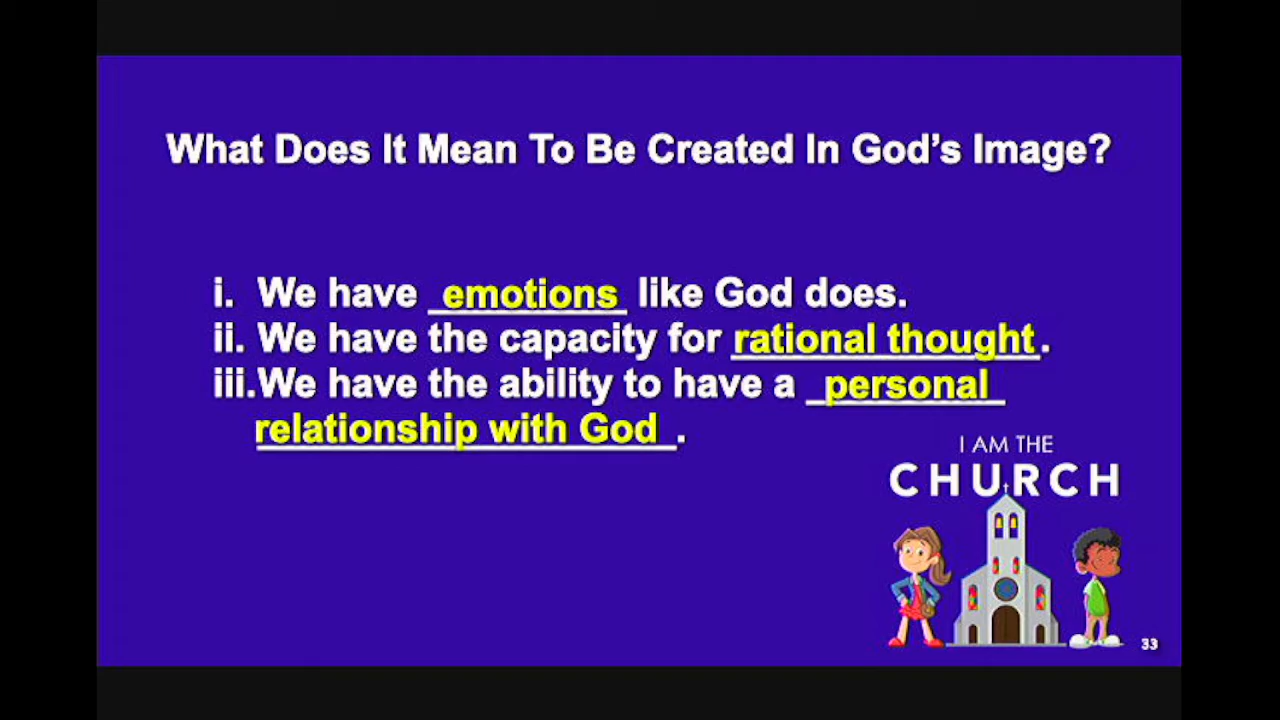 What Does It Mean To Be Created In God’s Image?
i. We have emotions like God does.
ii. We have the capacity for rational thought.
iii.We have the ability to have a personal
relationship with God.
I AM THE
CHURCH
33